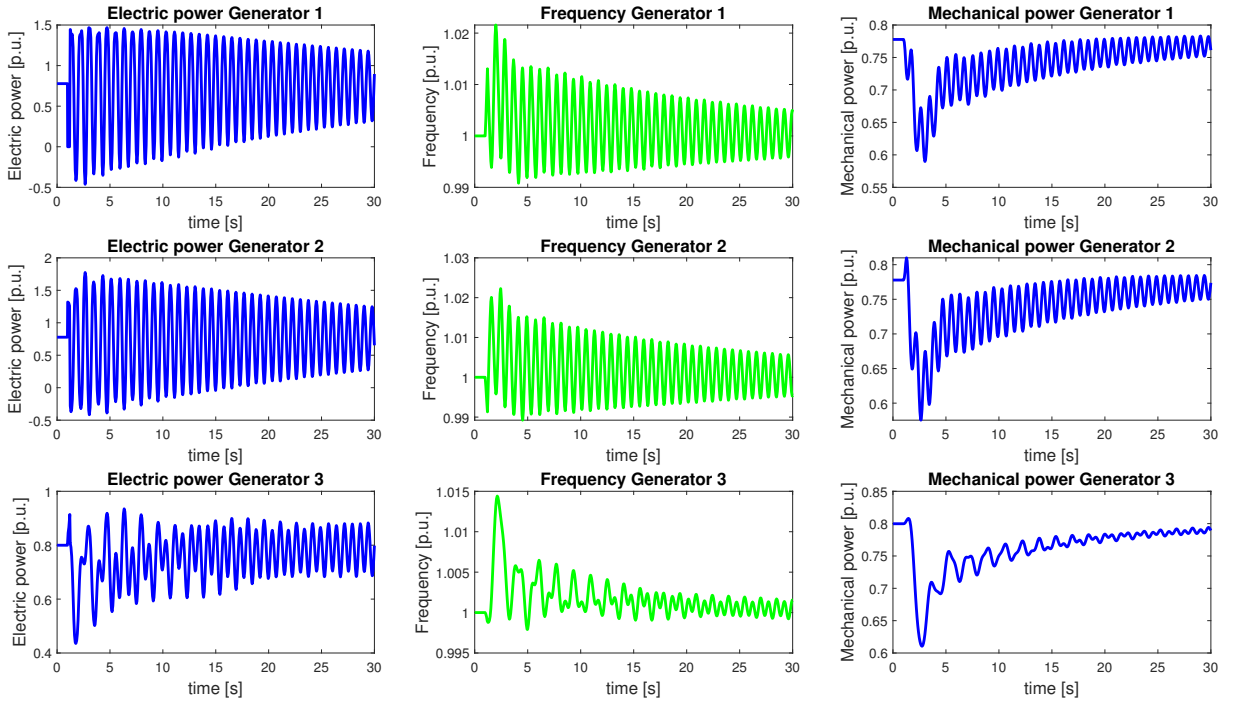 Electric power Generator 1
Frequency Generator 1
Mechanical power Generator 1
Electric power [p.u.]
1.5
1
0.5
0
-0.5
0 5 10 15 20 25 30
time [s]
Frequency [p.u.]
1.02
1.01
1
0.99
0 5 10 15 20 25 30
time [s]
Mechanical power [p.u.]
0.8
0.75
0.7
0.65
0.6
0.55
0 5 10 15 20 25 30
time [s]
Electric power Generator 2
Frequency Generator 2
Mechanical power Generator 2
Electric power [p.u.]
2
1.5
1
0.5
0
-0.5
0 5 10 15 20 25 30
time [s]
Frequency [p.u.]
1.03
1.02
1.01
1
0.99
0 5 10 15 20 25 30
time [s]
Mechanical power [p.u.]
0.8
0.75
0.7
0.65
0.6
0 5 10 15 20 25 30
time [s]
Electric power Generator 3
Frequency Generator 3
Mechanical power Generator 3
Electric power [p.u.]
1
0.8
0.6
0.4
0 5 10 15 20 25 30
time [s]
Frequency [p.u.]
1.015
1.01
1.005
1
0.995
0 5 10 15 20 25 30
time [s]
Mechanical power [p.u.]
0.85
0.8
0.75
0.7
0.65
0.6
0 5 10 15 20 25 30
time [s]